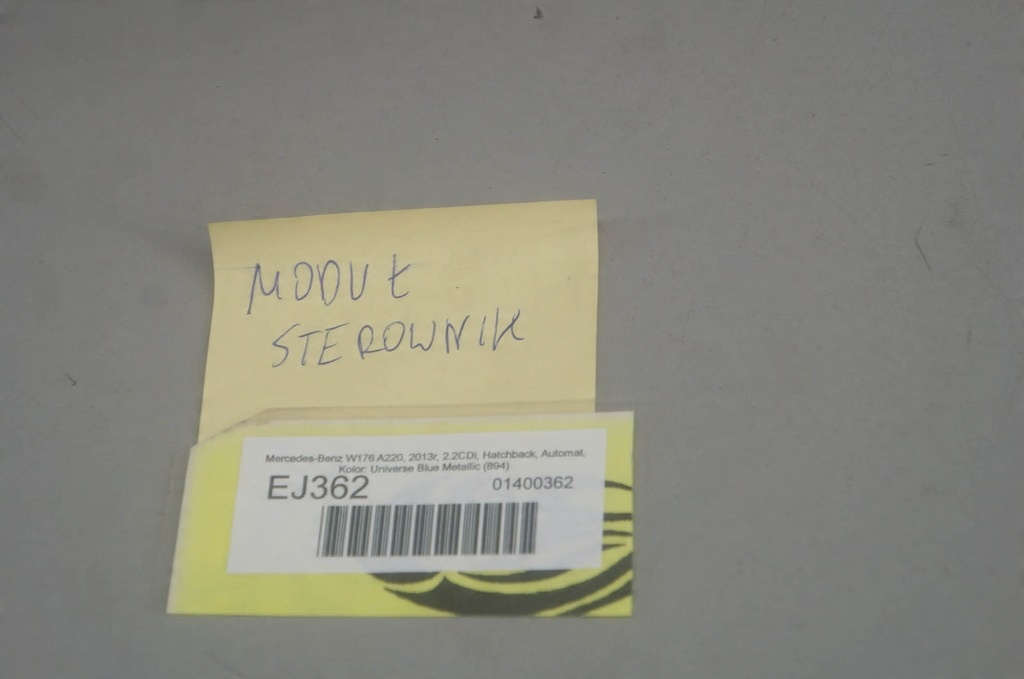 MODUŁ
STEROWNIK
Mercedes-Benz W176 A220, 2013r, 2.2CDi, Hatchback, Automat,
Kolor: Universe Blue Metallic (894)
EJ362 01400362